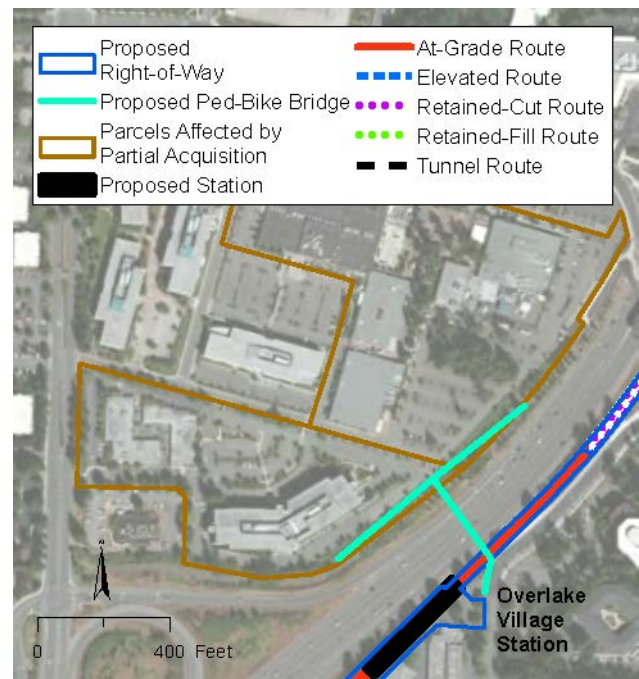 Proposed
Right-of-Way
Proposed Ped-Bike Bridge
Parcels Affected by
Partial Acquisition
Proposed Station
At-Grade Route
Elevated Route
Retained-Cut Route
Retained-Fill Route
Tunnel Route
N
Overlake
Village
Station
0 400 Feet